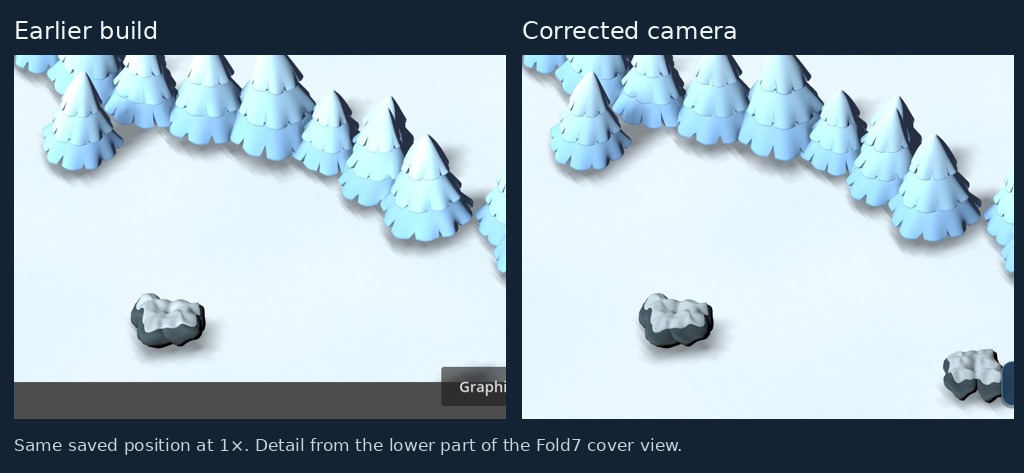 Earlier build
Corrected camera
Graphi
Same saved position at 1×. Detail from the lower part of the Fold7 cover view.